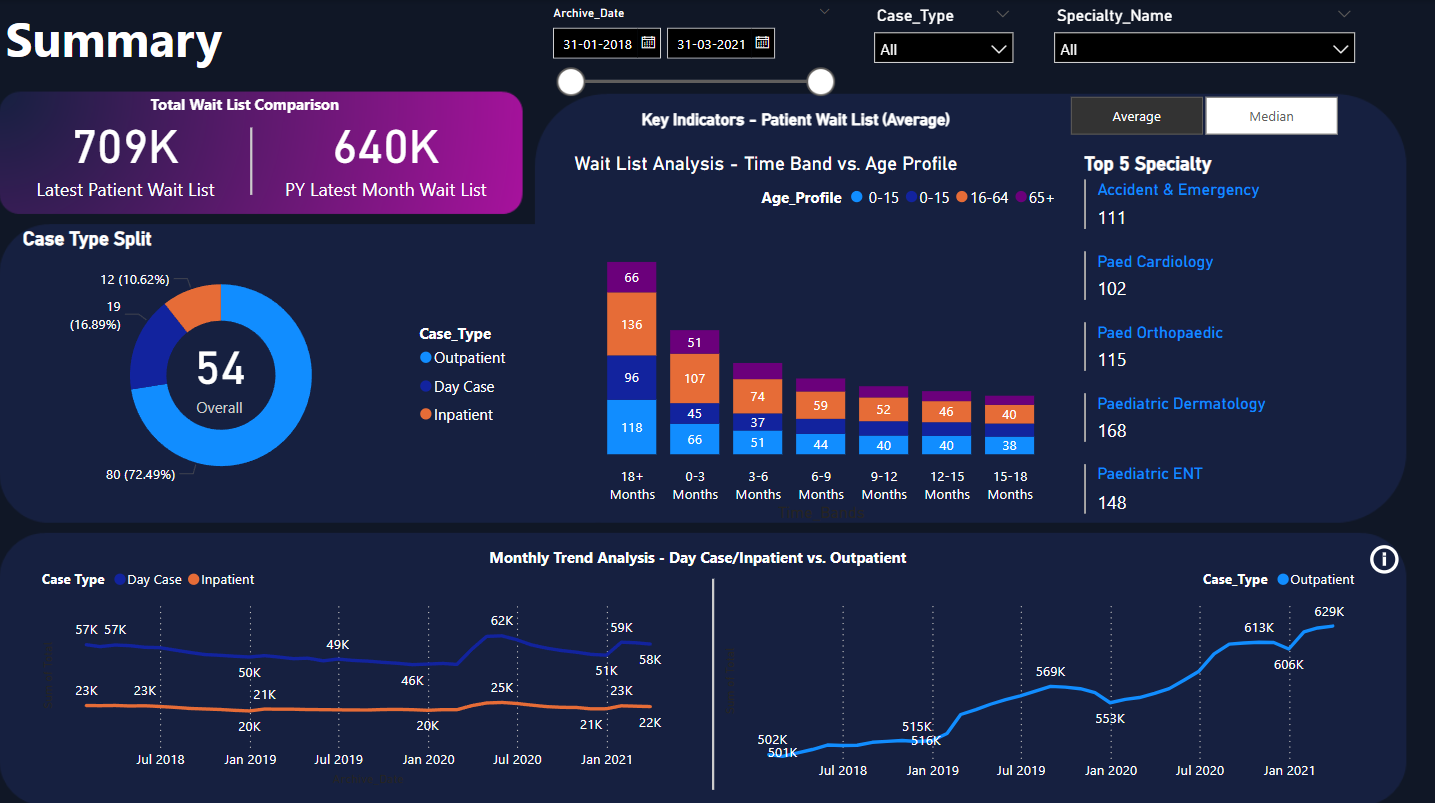 Summary
Archive_Date
31-01-2018
31-03-2021
Case_Type
All
Specialty_Name
All
Total Wait List Comparison
709K
Latest Patient Wait List
640K
PY Latest Month Wait List
Key Indicators - Patient Wait List (Average)
Average
Median
Wait List Analysis - Time Band vs. Age Profile
Age_Profile 0-15 0-15 16-64 65+
66
136
96
118
51
107
45
66
74
37
51
59
44
52
40
46
40
40
38
18+ Months
0-3 Months
3-6 Months
6-9 Months
9-12 Months
12-15 Months
15-18 Months
Time_Bands
Top 5 Specialty
Accident & Emergency
111
Paed Cardiology
102
Paed Orthopaedic
115
Paediatric Dermatology
168
Paediatric ENT
148
Case Type Split
12 (10.62%)
19
(16.89%)
54
Overall
80 (72.49%)
Case_Type
Outpatient
Day Case
Inpatient
Monthly Trend Analysis - Day Case/Inpatient vs. Outpatient
Case Type Day Case Inpatient
57K 57K
50K
49K
46K
62K
51K
59K
58K
23K
23K
20K
21K
20K
25K
21K
23K
22K
Jul 2018 Jan 2019 Jul 2019 Jan 2020 Jul 2020 Jan 2021
Case_Type Outpatient
502K
501K
515K
516K
569K
553K
613K
606K
629K
Jul 2018 Jan 2019 Jul 2019 Jan 2020 Jul 2020 Jan 2021